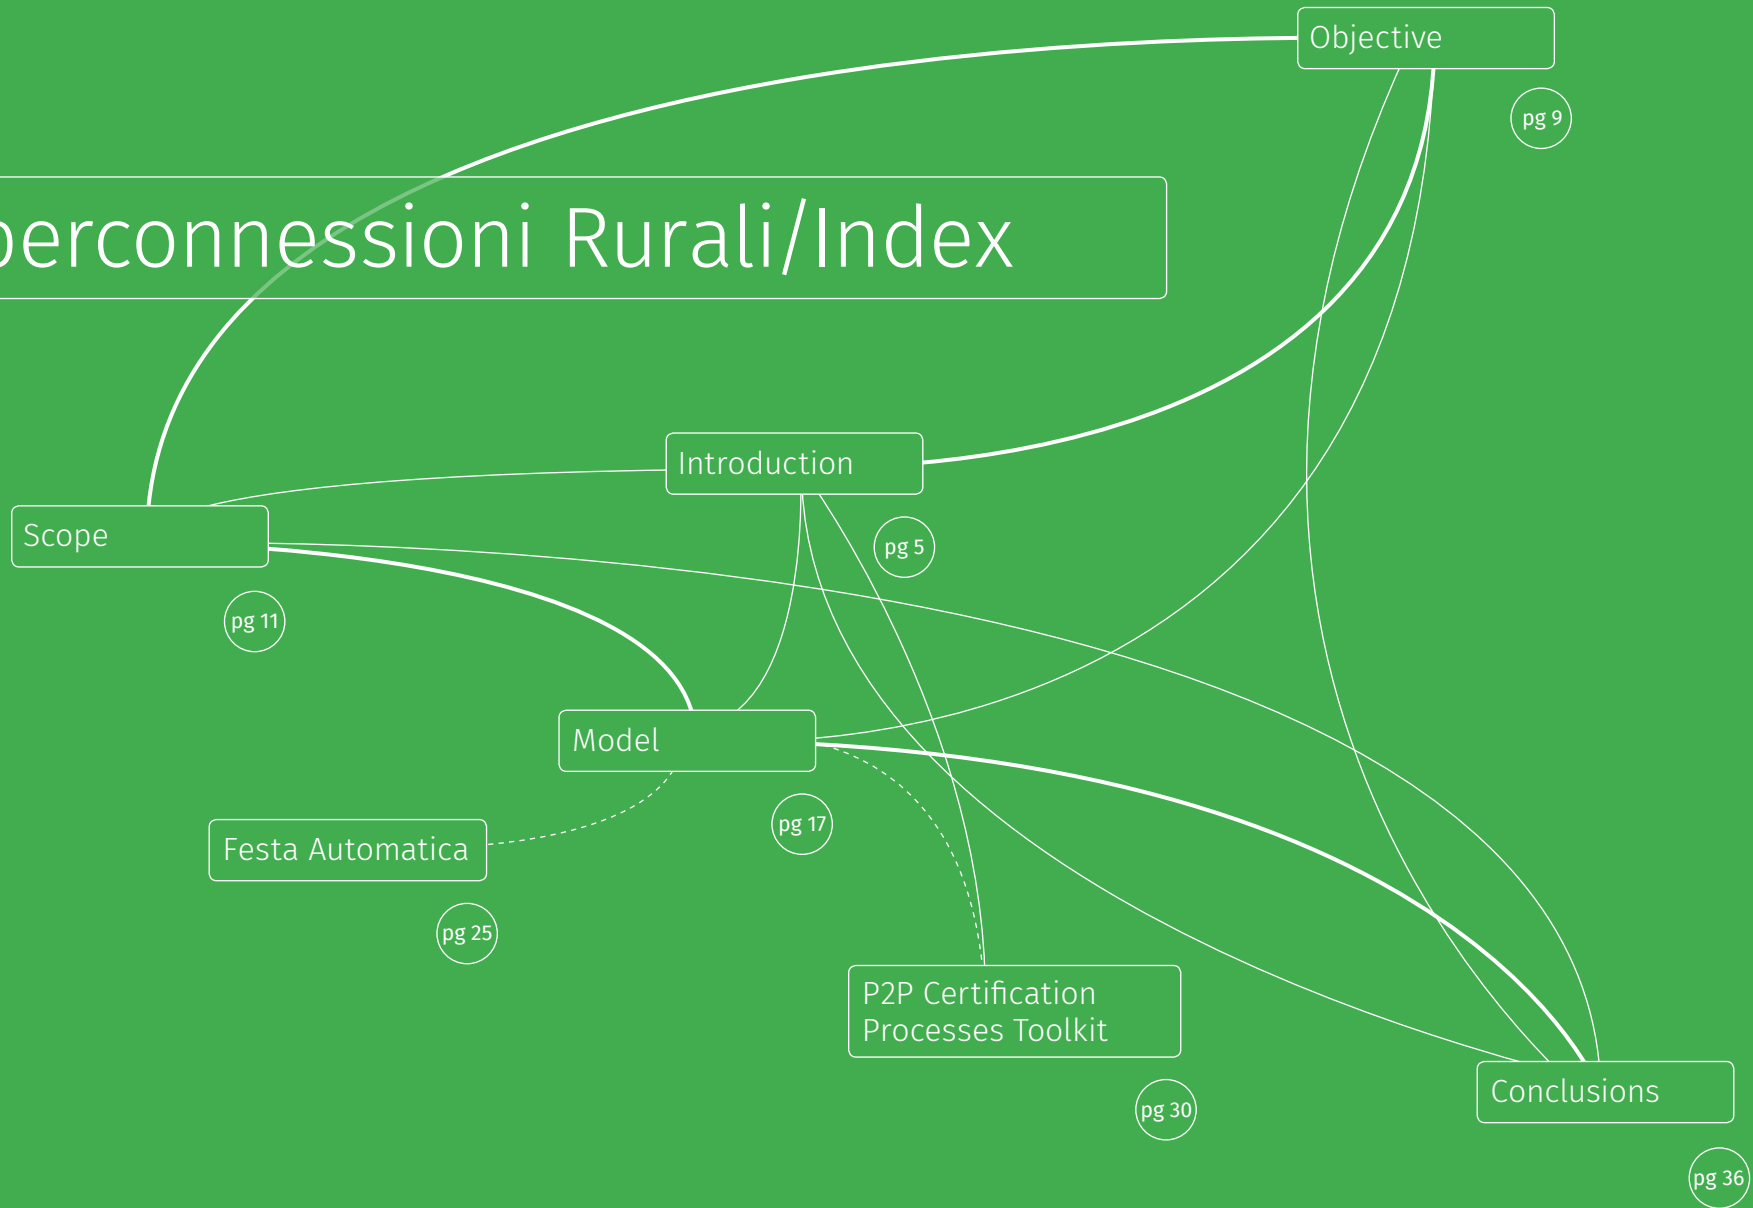 Objective
pg 9
perconnessioni Rurali/Index
Introduction
pg 5
Scope
pg 11
Model
pg 17
Festa Automatica
pg 25
P2P Certification
Processes Toolkit
pg 30
Conclusions
pg 36